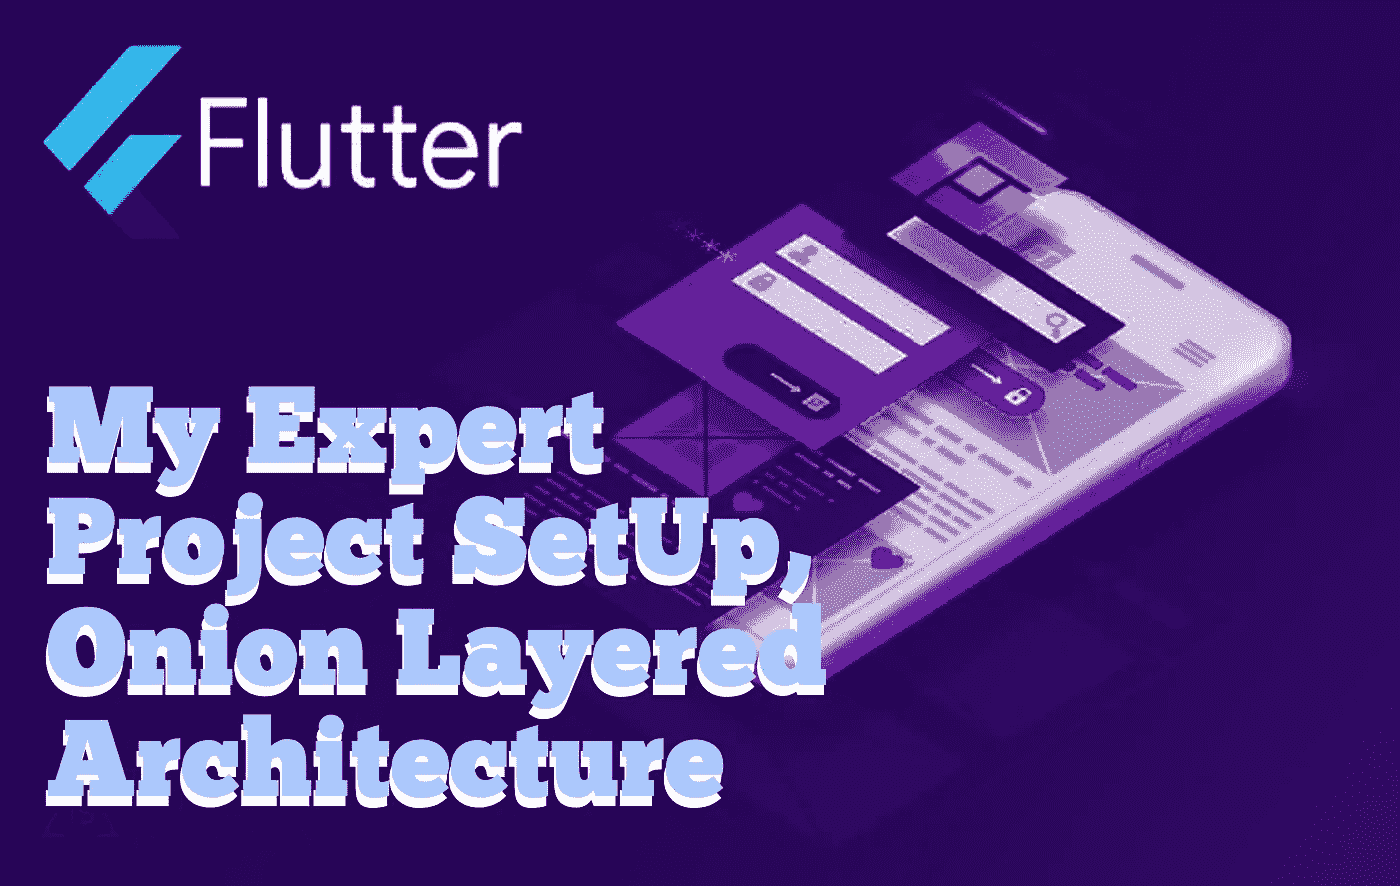 Flutter
My Expert
Project SetUp,
Onion Layered
Architecture